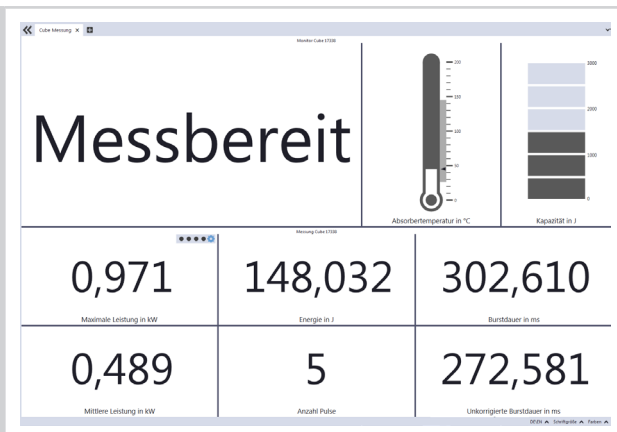 Cube Messung
Monitor Cube 57330
Messbereit
200
150
100
50
0
Absorbertemperatur in °C
3000
2000
1000
0
Kapazität in J
Messung Cube 57330
0,971
Maximale Leistung in kW
148,032
Energie in J
302,610
Burstdauer in ms
0,489
Mittlere Leistung in kW
5
Anzahl Pulse
272,581
Unkorrigierte Burstdauer in ms
DE\EN Schriftgröße Farben